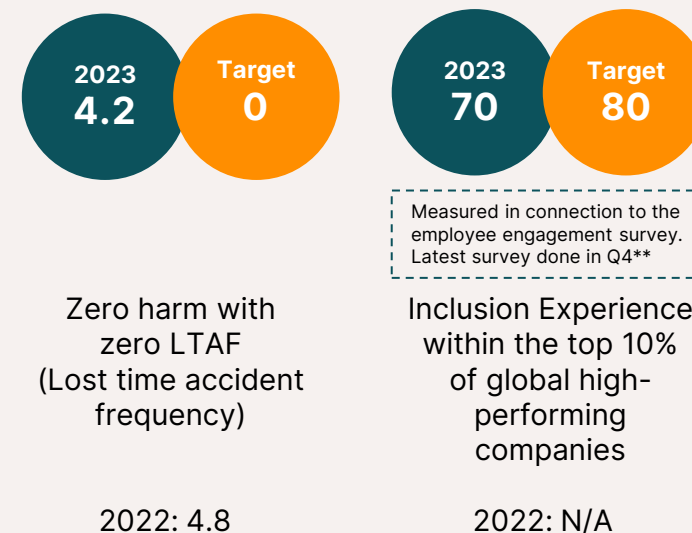 2023
4.2
Target
0
Zero harm with
zero LTAF
(Lost time accident
frequency)
2022: 4.8
2023
70
Target
80
Measured in connection to the
employee engagement survey.
Latest survey done in Q4**
Inclusion Experience
within the top 10%
of global high-
performing
companies
2022: N/A